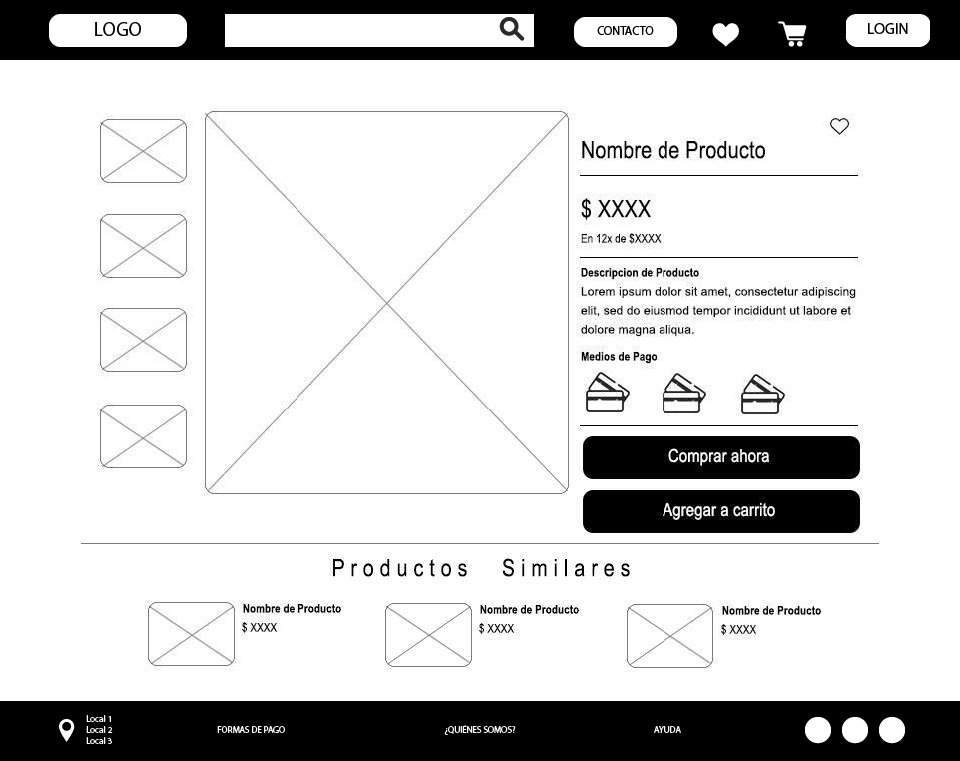 LOGO
CONTACTO
LOGIN
Nombre de Producto
$ XXXX
En 12x de $XXXX
Descripcion de Producto
Lorem ipsum dolor sit amet, consectetur adipiscing
elit, sed do eiusmod tempor incididunt ut labore et
dolore magna aliqua.
Medios de Pago
Comprar ahora
Agregar a carrito
Productos Similares
Nombre de Producto
$ XXXX
Nombre de Producto
$ XXXX
Nombre de Producto
$ XXXX
Local 1
Local 2
Local 3
FORMAS DE PAGO
¿QUIENES SOMOS?
AYUDA